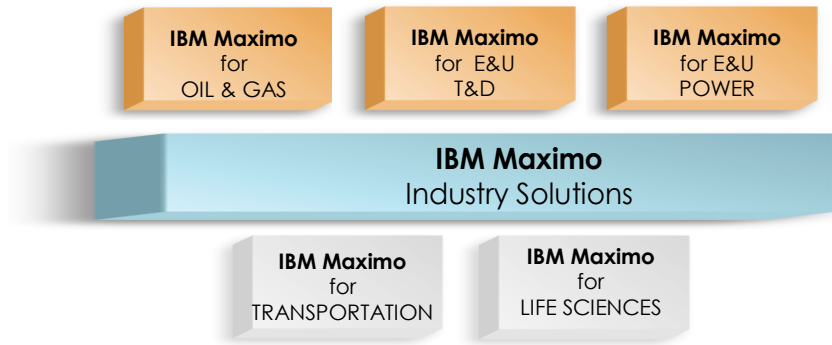 IBM Maximo
for
OIL & GAS
IBM Maximo
for E&U
T&D
IBM Maximo
for E&U
POWER
IBM Maximo
Industry Solutions
IBM Maximo
for
TRANSPORTATION
IBM Maximo
for
LIFE SCIENCES